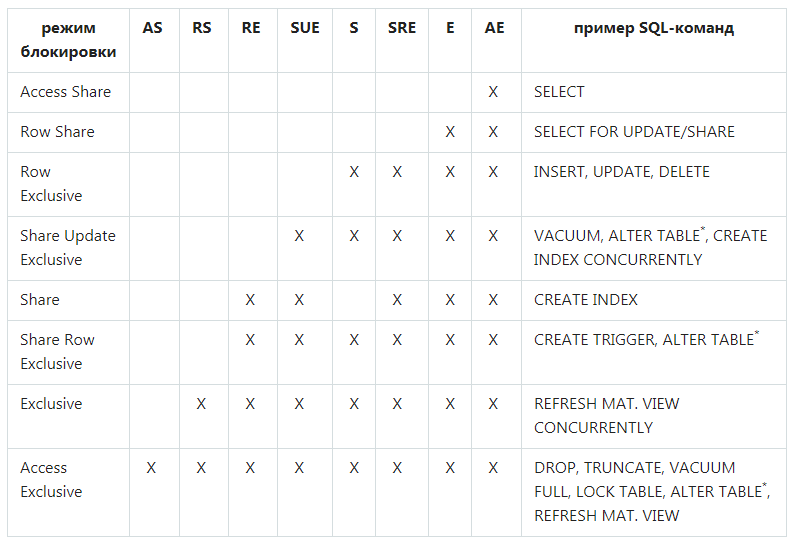 режим блокировки AS RS RE SUE S SRE E AE пример SQL-команд
Access Share X SELECT
Row Share X X SELECT FOR UPDATE/SHARE
Row Exclusive X X X X INSERT, UPDATE, DELETE
Share Update Exclusive X X X X X VACUUM, ALTER TABLE*, CREATE INDEX CONCURRENTLY
Share X X X X X CREATE INDEX
Share Row Exclusive X X X X X X CREATE TRIGGER, ALTER TABLE*
Exclusive X X X X X X X REFRESH MAT. VIEW CONCURRENTLY
Access Exclusive X X X X X X X X DROP, TRUNCATE, VACUUM FULL, LOCK TABLE, ALTER TABLE*, REFRESH MAT. VIEW